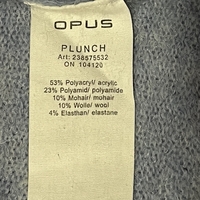 OPUS
PLUNCH
Art: 238575532
ON 104120
53% Polyacryl/ acrylic
23% Polyamid/ polyamide
10% Mohair/ mohair
10% Wolle/ wool
4% Elasthan/ elastane